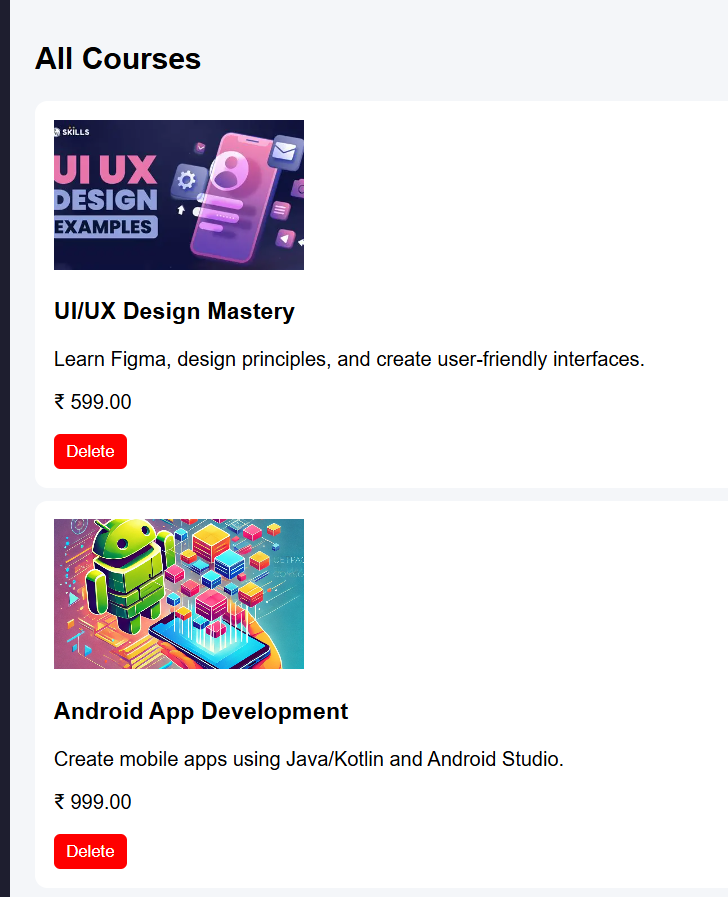 All Courses
SKILLS
UI UX
DESIGN
EXAMPLES
UI/UX Design Mastery
Learn Figma, design principles, and create user-friendly interfaces.
₹ 599.00
Delete
Android App Development
Create mobile apps using Java/Kotlin and Android Studio.
₹ 999.00
Delete